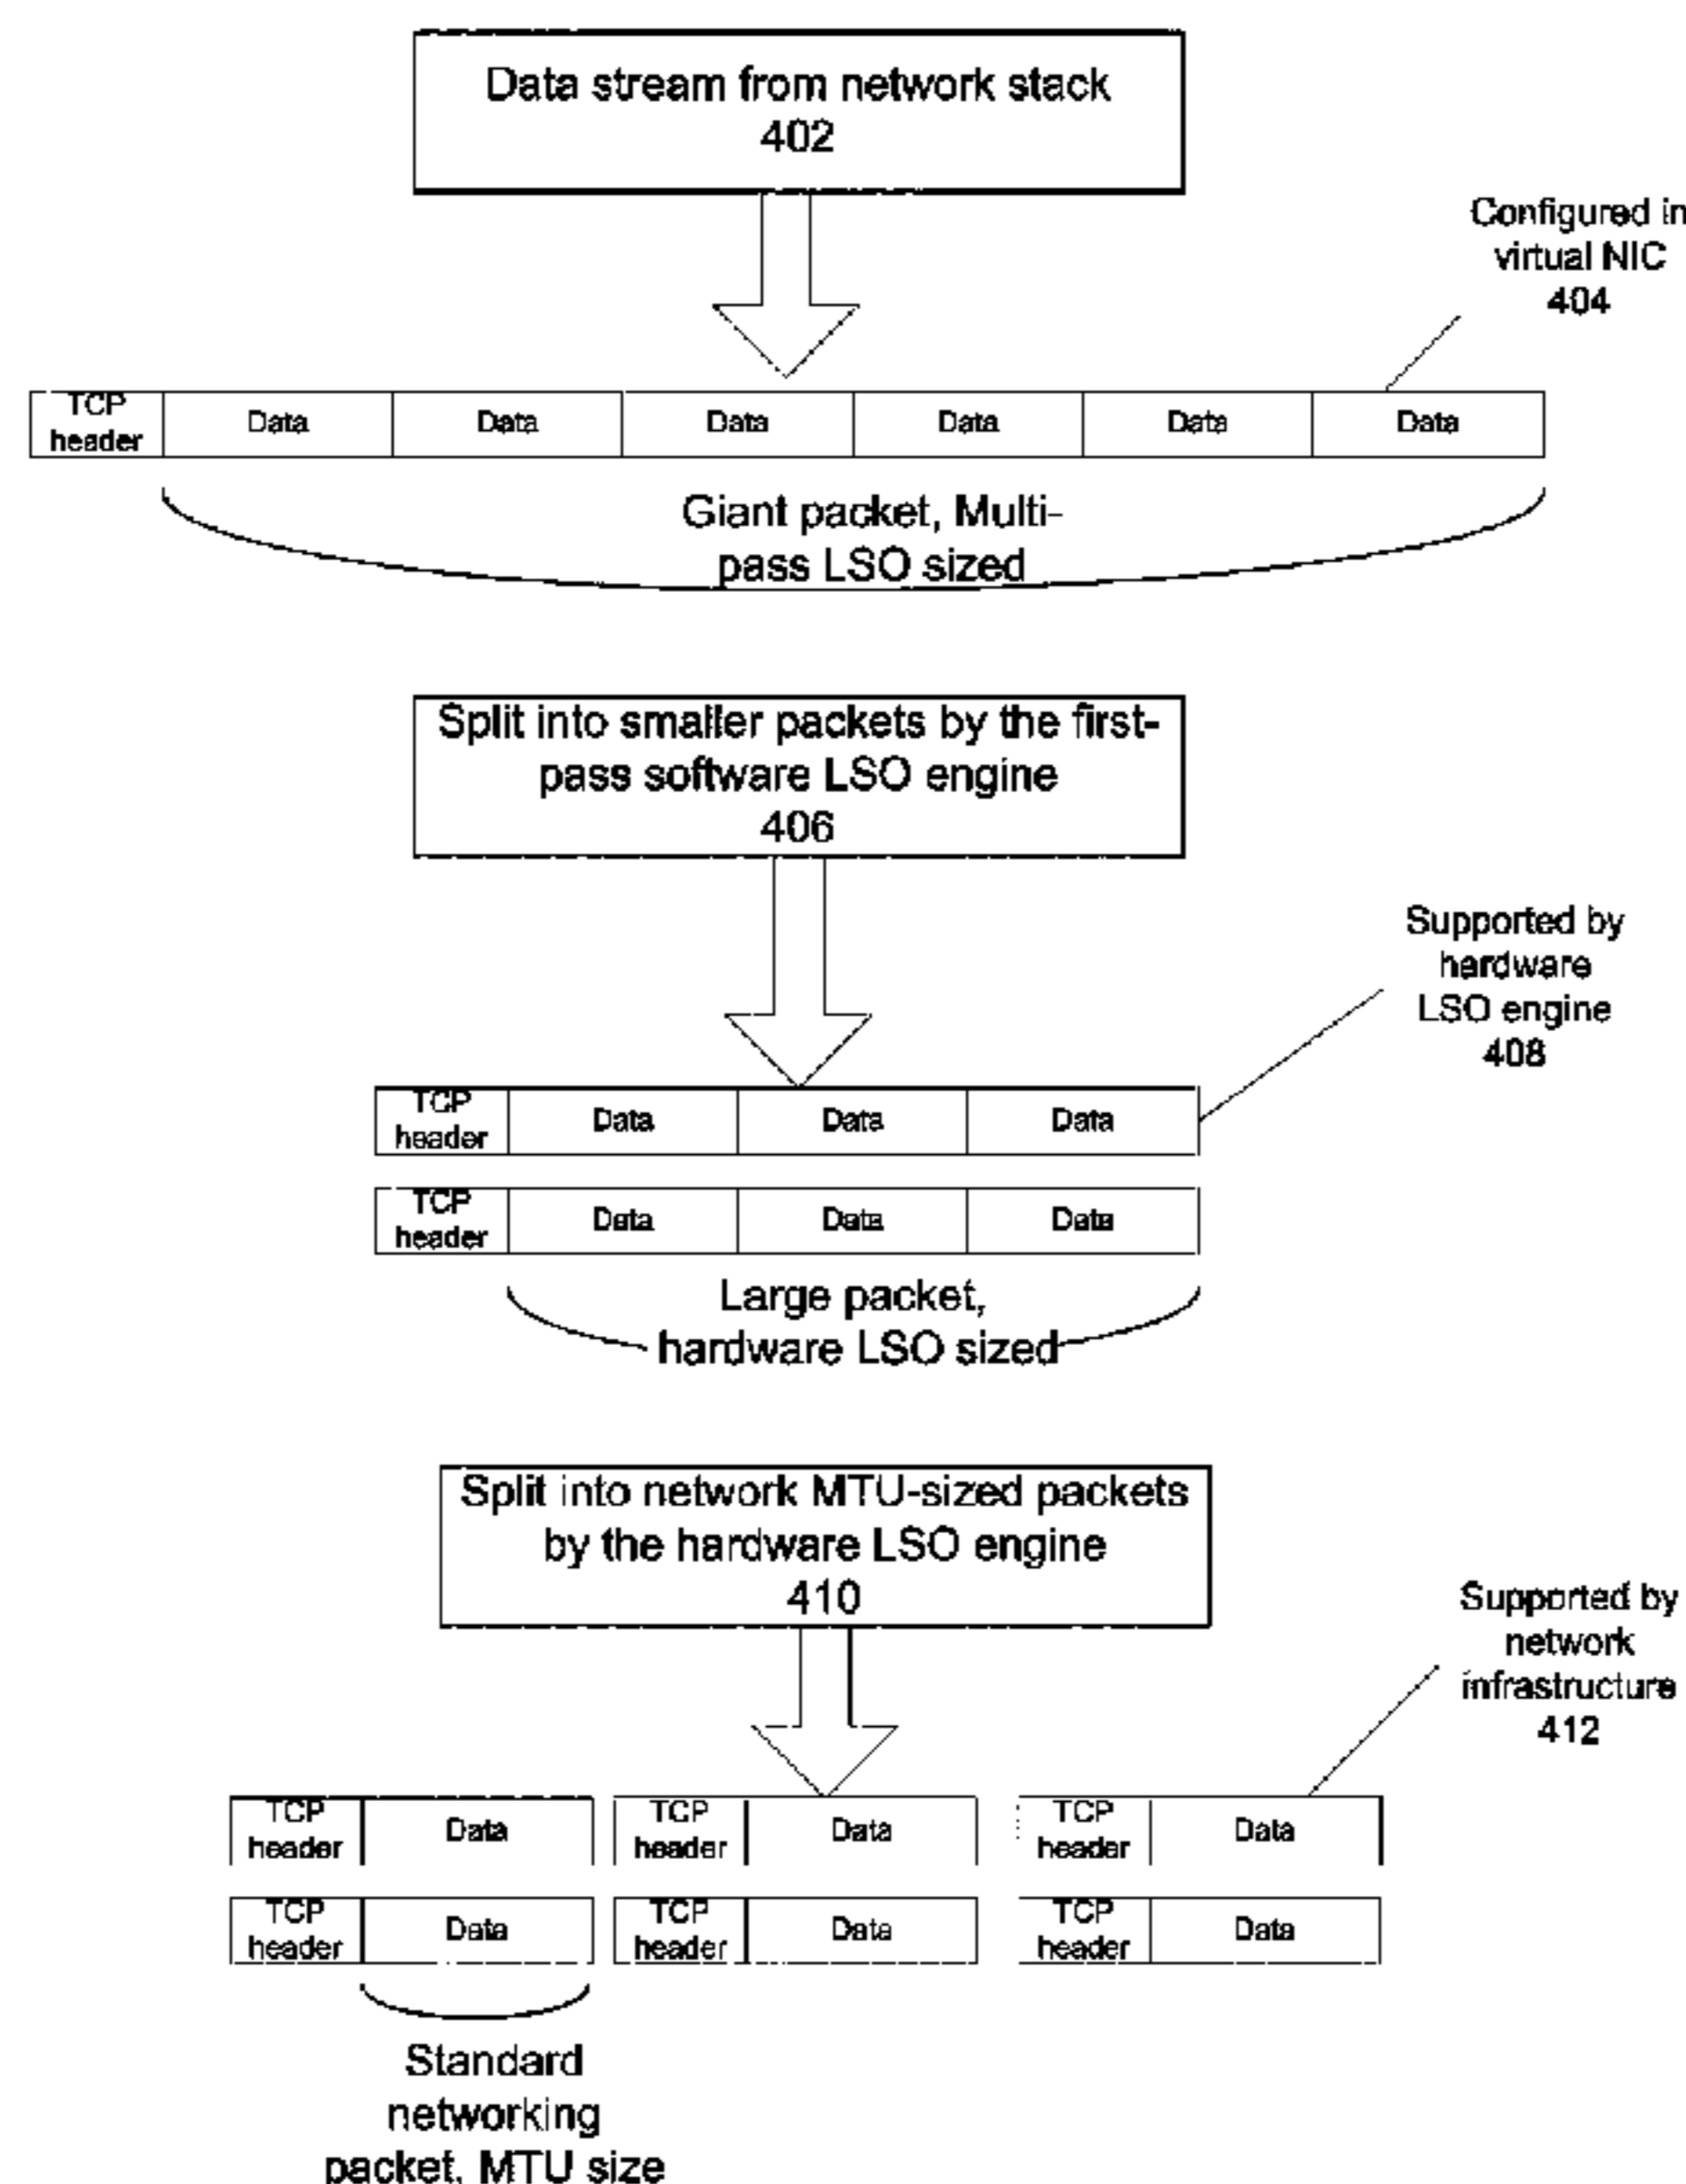 Data stream from network stack
402
Configured in
virtual NIC
404
TCP
header
Data
Data
Data
Data
Data
Data
Giant packet, Multi-
pass LSO sized
Split into smaller packets by the first-
pass software LSO engine
406
Supported by
hardware
LSO engine
408
TCP
header
Data
Data
Data
TCP
header
Data
Data
Data
Large packet,
hardware LSO sized
Split into network MTU-sized packets
by the hardware LSO engine
410
Supported by
network
infrastructure
412
TCP
header
Data
TCP
header
Data
TCP
header
Data
TCP
header
Data
TCP
header
Data
TCP
header
Data
Standard
networking
packet, MTU size